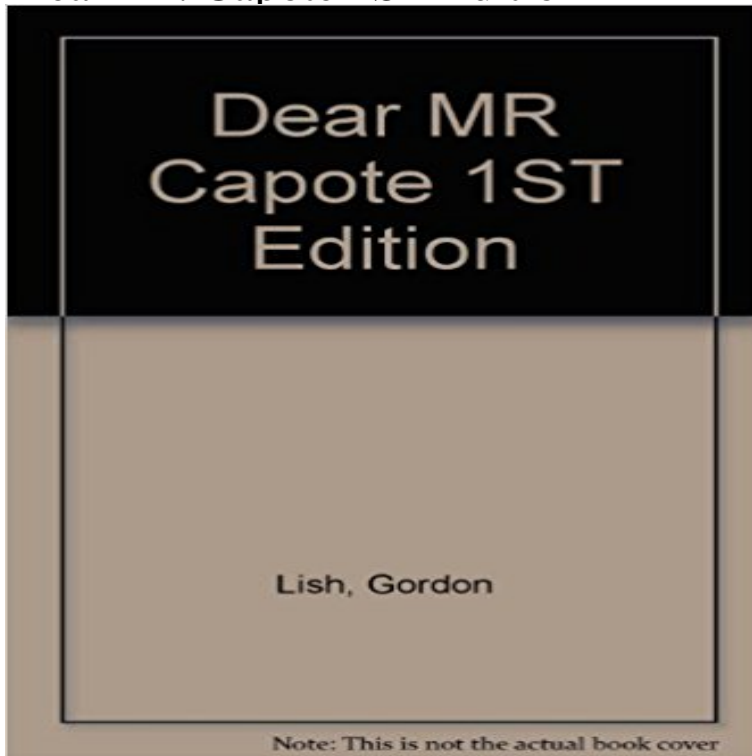 Dear MR
Capote 1ST
Edition
Lish, Gordon
Note: This is not the actual book cover